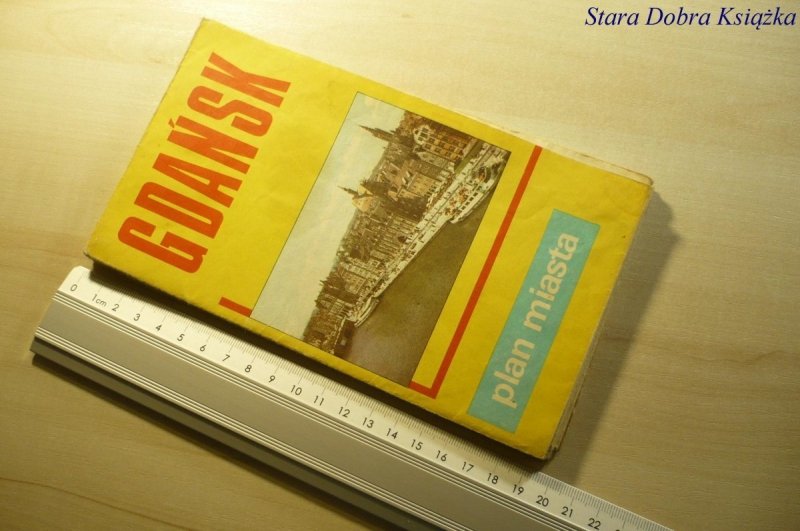 Stara Dobra Książka
GDAŃSK
plan miasta
0 1cm 2 3 4 5 6 7 8 9 10 11 12 13 14 15 16 17 18 19 20 21 22